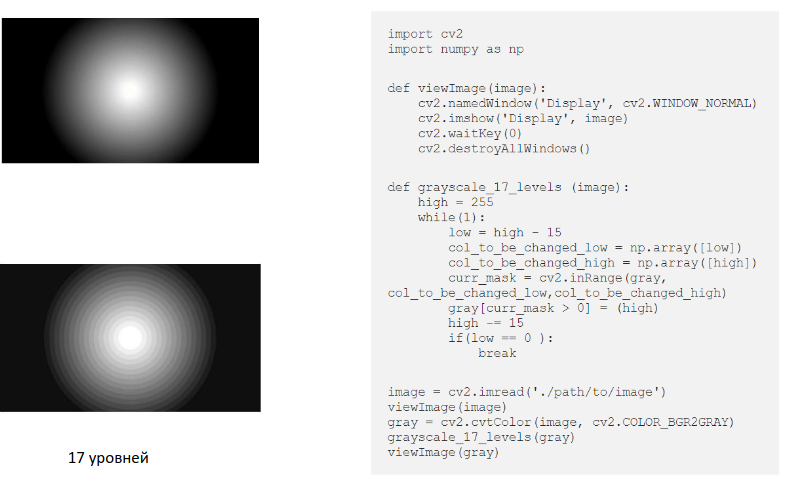 import cv2
import numpy as np
def viewImage(image):
    cv2.namedWindow('Display', cv2.WINDOW_NORMAL)
    cv2.imshow('Display', image)
    cv2.waitKey(0)
    cv2.destroyAllWindows()
def grayscale_17_levels (image):
    high = 255
    while(1):
        low = high - 15
        col_to_be_changed_low = np.array([low])
        col_to_be_changed_high = np.array([high])
        curr_mask = cv2.inRange(gray,
col_to_be_changed_low,col_to_be_changed_high)
        gray[curr_mask > 0] = (high)
        high -= 15
        if(low == 0 ):
            break
image = cv2.imread('./path/to/image')
viewImage(image)
gray = cv2.cvtColor(image, cv2.COLOR_BGR2GRAY)
grayscale_17_levels(gray)
viewImage(gray)
17 уровней